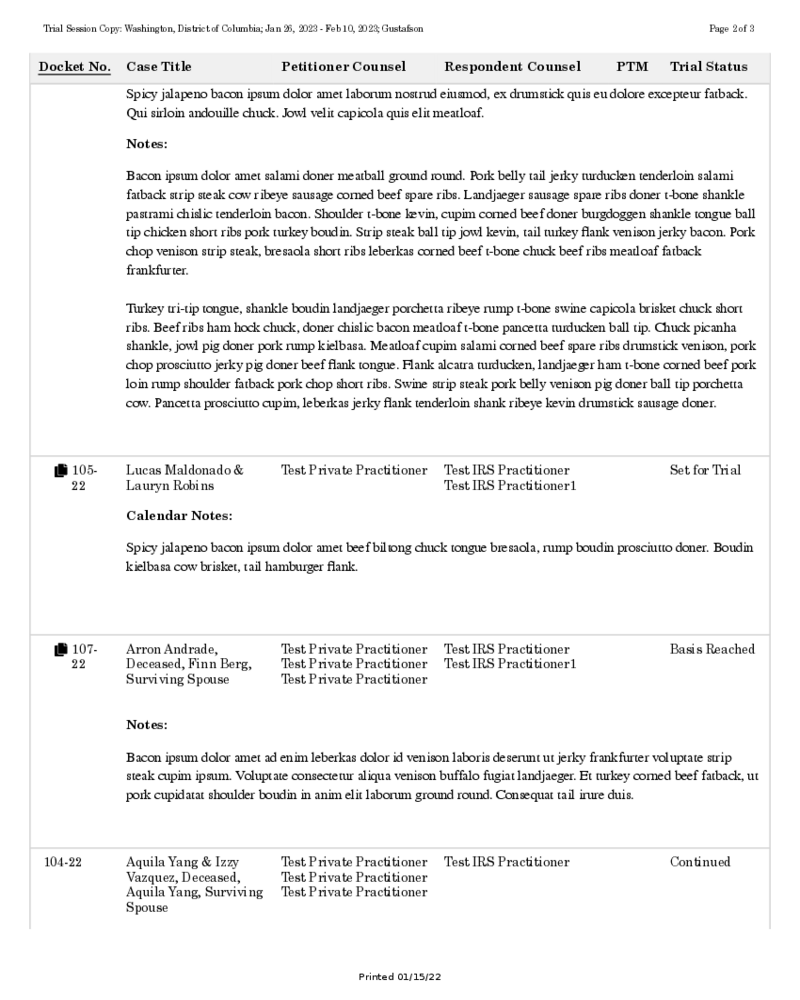 Trial Session Copy: Washington, District of Columbia; Jan 26, 2023 - Feb 10, 2023; Gustafson Page 2 of 3
Docket No. Case Title Petitioner Counsel Respondent Counsel PTM Trial Status
Spicy jalapeno bacon ipsum dolor amet laborum nostrud eiusmod, ex drumstick quis eu dolore excepteur fatback.
Qui sirloin andouille chuck. Jowl velit capicola quis elit meatloaf.
Notes:
Bacon ipsum dolor amet salami doner meatball ground round. Pork belly tail jerky turducken tenderloin salami
fatback strip steak cow ribeye sausage corned beef spare ribs. Landjaeger sausage spare ribs doner t-bone shankle
pastrami chislic tenderloin bacon. Shoulder t-bone kevin, cupim corned beef doner burgdoggen shankle tongue ball
tip chicken short ribs pork turkey boudin. Strip steak ball tip jowl kevin, tail turkey flank venison jerky bacon. Pork
chop venison strip steak, bresaola short ribs leberkas corned beef t-bone chuck beef ribs meatloaf fatback
frankfurter.
Turkey tri-tip tongue, shankle boudin landjaeger porchetta ribeye rump t-bone swine capicola brisket chuck short
ribs. Beef ribs ham hock chuck, doner chislic bacon meatloaf t-bone pancetta turducken ball tip. Chuck picanha
shankle, jowl pig doner pork rump kielbasa. Meatloaf cupim salami corned beef spare ribs drumstick venison, pork
chop prosciutto jerky pig doner beef flank tongue. Flank alcatra turducken, landjaeger ham t-bone corned beef pork
loin rump shoulder fatback pork chop short ribs. Swine strip steak pork belly venison pig doner ball tip porchetta
cow. Pancetta prosciutto cupim, leberkas jerky flank tenderloin shank ribeye kevin drumstick sausage doner.
105- Lucas Maldonado & Test Private Practitioner Test IRS Practitioner Set for Trial
22 Lauryn Robins Test IRS Practitioner1
Calendar Notes:
Spicy jalapeno bacon ipsum dolor amet beef biltong chuck tongue bresaola, rump boudin prosciutto doner. Boudin
kielbasa cow brisket, tail hamburger flank.
107- Arron Andrade, Test Private Practitioner Test IRS Practitioner Basis Reached
22 Deceased, Finn Berg, Test Private Practitioner Test IRS Practitioner1
Surviving Spouse Test Private Practitioner
Notes:
Bacon ipsum dolor amet ad enim leberkas dolor id venison laboris deserunt ut jerky frankfurter voluptate strip
steak cupim ipsum. Voluptate consectetur aliqua venison buffalo fugiat landjaeger. Et turkey corned beef fatback, ut
pork cupidatat shoulder boudin in anim elit laborum ground round. Consequat tail irure duis.
104-22 Aquila Yang & Izzy Test Private Practitioner Test IRS Practitioner Continued
Vazquez, Deceased, Test Private Practitioner
Aquila Yang, Surviving Test Private Practitioner
Spouse
Printed 01/15/22